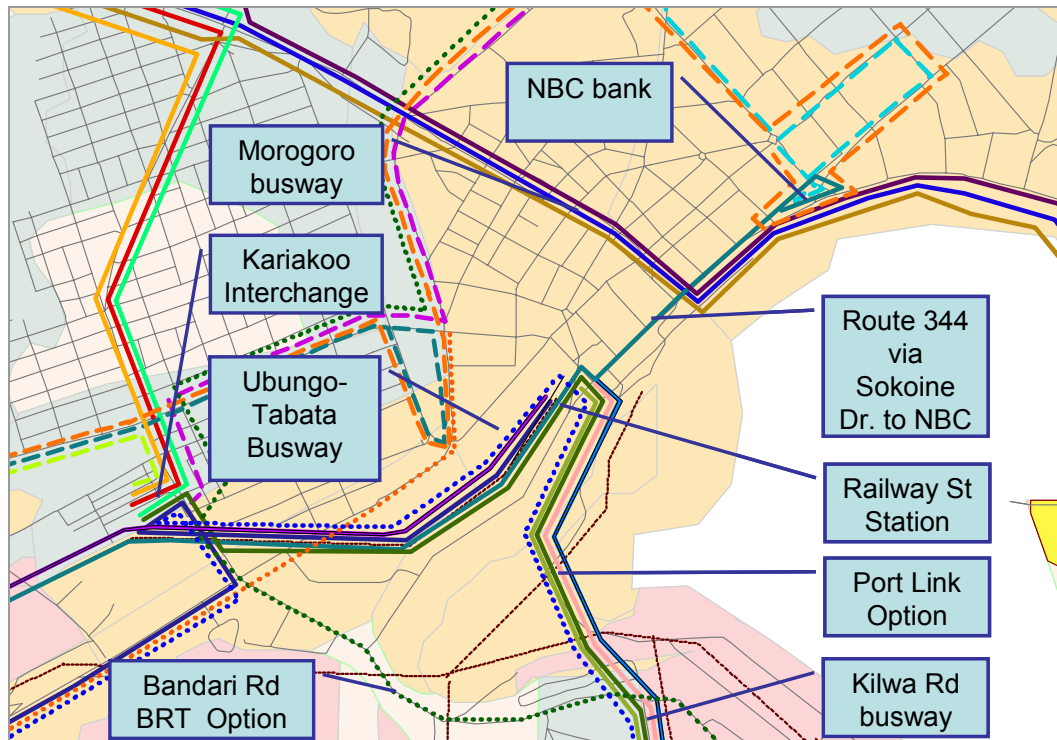 NBC bank
Morogoro
busway
Kariakoo
Interchange
Ubungo-
Tabata
Busway
Route 344
via
Sokoine
Dr. to NBC
Railway St
Station
Port Link
Option
Bandari Rd
BRT Option
Kilwa Rd
busway